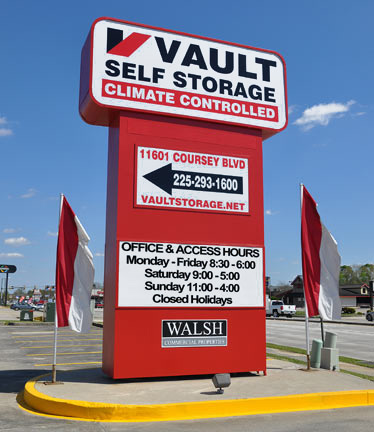 VAULT
SELF STORAGE
CLIMATE CONTROLLED
11601 COURSEY BLVD
225-293-1600
VAULTSTORAGE.NET
OFFICE & ACCESS HOURS
Monday - Friday 8:30 - 6:00
Saturday 9:00 - 5:00
Sunday 11:00 - 4:00
Closed Holidays
WALSH
COMMERCIAL PROPERTIES